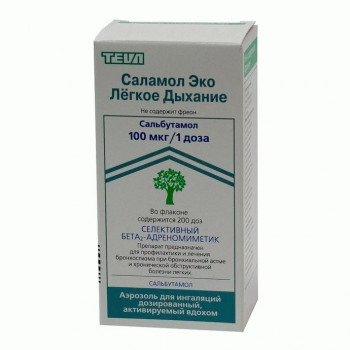 TEVA
Саламол Эко
Лёгкое Дыхание
Не содержит фреон
Сальбутамол
100 мкг/1 доза
Во флаконе
содержится 200 доз
СЕЛЕКТИВНЫЙ
БЕТА₂-АДРЕНОМИМЕТИК
Препарат предназначен
для профилактики и лечения
бронхоспазма при бронхиальной астме
и хронической обструктивной
болезни легких.
САЛЬБУТАМОЛ
Аэрозоль для ингаляций
дозированный,
активируемый вдохом